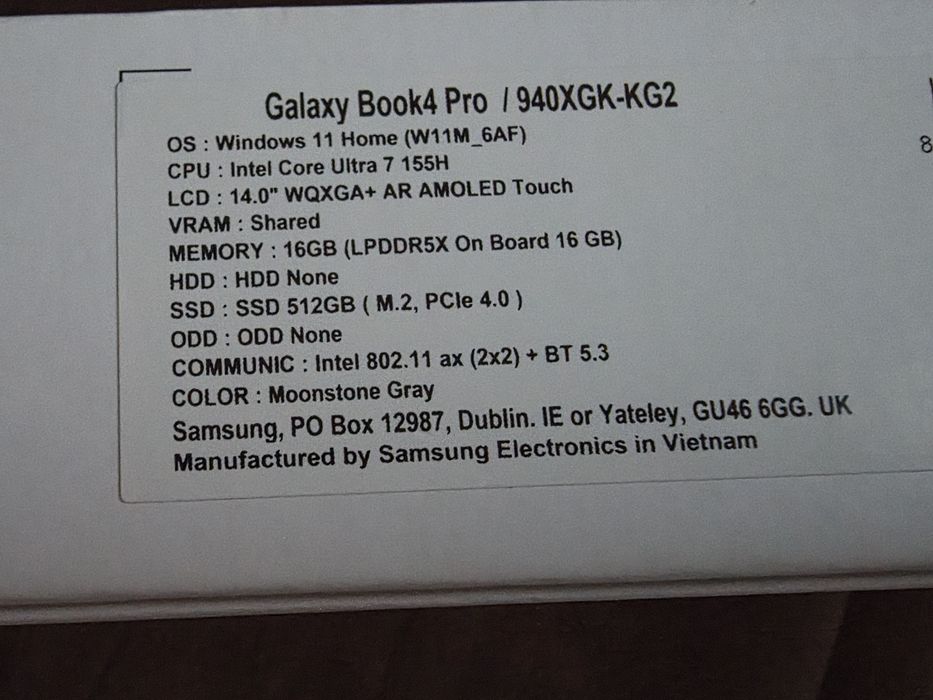 Galaxy Book4 Pro / 940XGK-KG2
OS : Windows 11 Home (W11M_6AF)
CPU : Intel Core Ultra 7 155H
LCD : 14.0" WQXGA+ AR AMOLED Touch
VRAM : Shared
MEMORY : 16GB (LPDDR5X On Board 16 GB)
HDD : HDD None
SSD : SSD 512GB ( M.2, PCIe 4.0 )
ODD : ODD None
COMMUNIC : Intel 802.11 ax (2x2) + BT 5.3
COLOR : Moonstone Gray
Samsung, PO Box 12987, Dublin. IE or Yateley, GU46 6GG. UK
Manufactured by Samsung Electronics in Vietnam
8